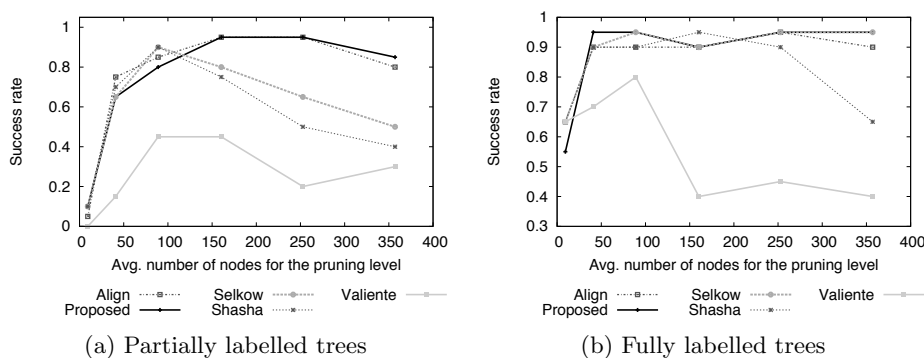 1
0.8
0.6
0.4
0.2
0
Success rate
0 50 100 150 200 250 300 350 400
Avg. number of nodes for the pruning level
Align Selkow Valiente
Proposed Shasha
(a) Partially labelled trees
1
0.9
0.8
0.7
0.6
0.5
0.4
0.3
Success rate
0 50 100 150 200 250 300 350 400
Avg. number of nodes for the pruning level
Align Selkow Valiente
Proposed Shasha
(b) Fully labelled trees